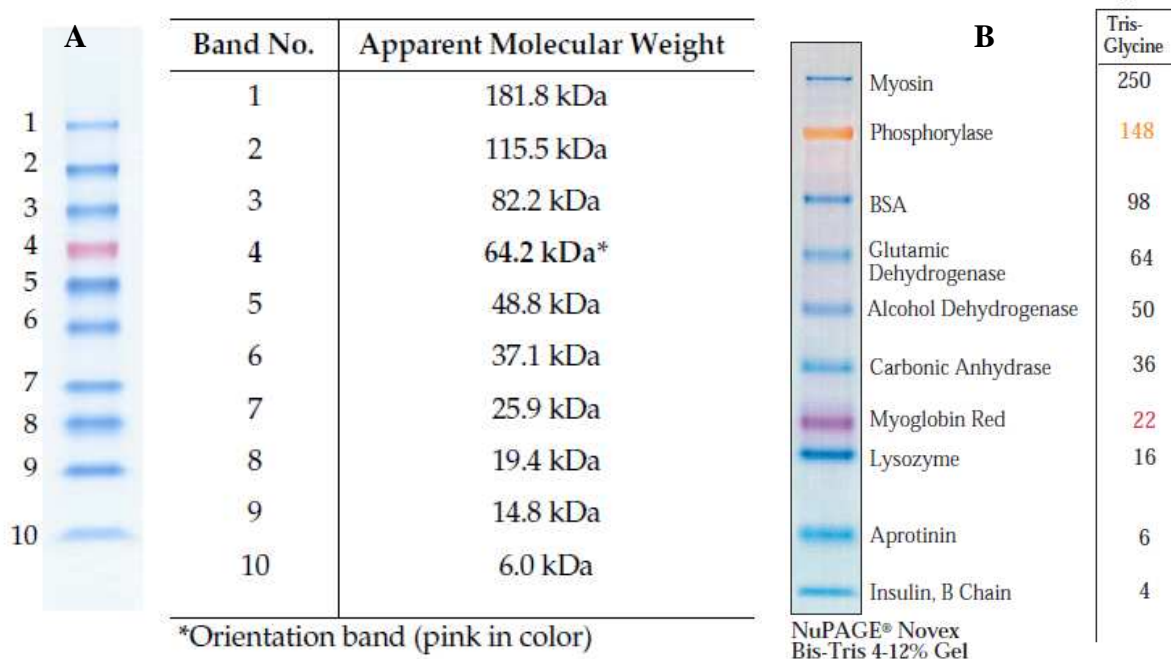 A
1
2
3
4
5
6
7
8
9
10
Band No. Apparent Molecular Weight
1 181.8 kDa
2 115.5 kDa
3 82.2 kDa
4 64.2 kDa*
5 48.8 kDa
6 37.1 kDa
7 25.9 kDa
8 19.4 kDa
9 14.8 kDa
10 6.0 kDa
*Orientation band (pink in color)
B
Tris-
Glycine
Myosin 250
Phosphorylase 148
BSA 98
Glutamic
Dehydrogenase 64
Alcohol Dehydrogenase 50
Carbonic Anhydrase 36
Myoglobin Red 22
Lysozyme 16
Aprotinin 6
Insulin, B Chain 4
NuPAGE® Novex
Bis-Tris 4-12% Gel